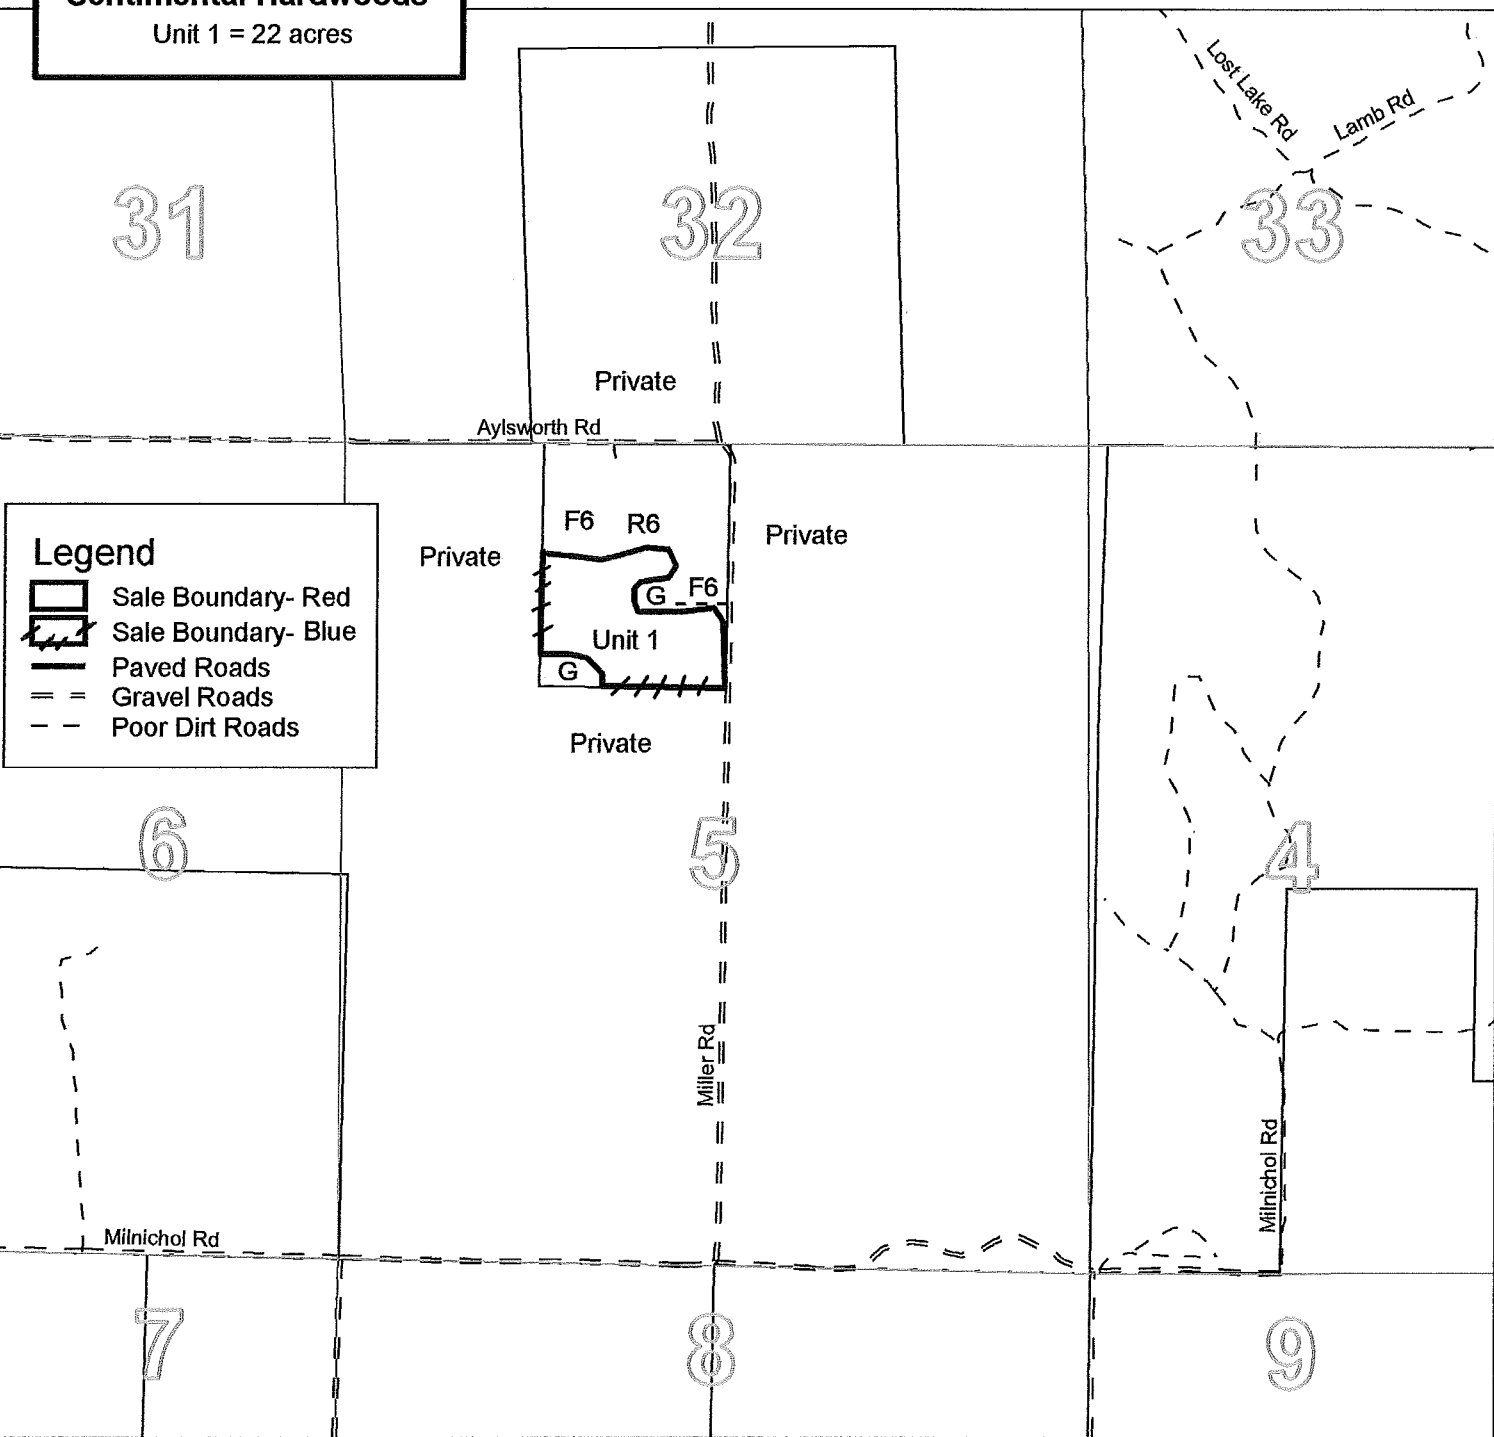 Centimental Hardwoods
Unit 1 = 22 acres
Lost Lake Rd
Lamb Rd
31
32
33
Private
Aylsworth Rd
F6
R6
Private
Private
F6
G
Unit 1
G
Private
Legend
Sale Boundary- Red
Sale Boundary- Blue
Paved Roads
Gravel Roads
Poor Dirt Roads
6
5
4
Miller Rd
Milnichol Rd
Milnichol Rd
7
8
9